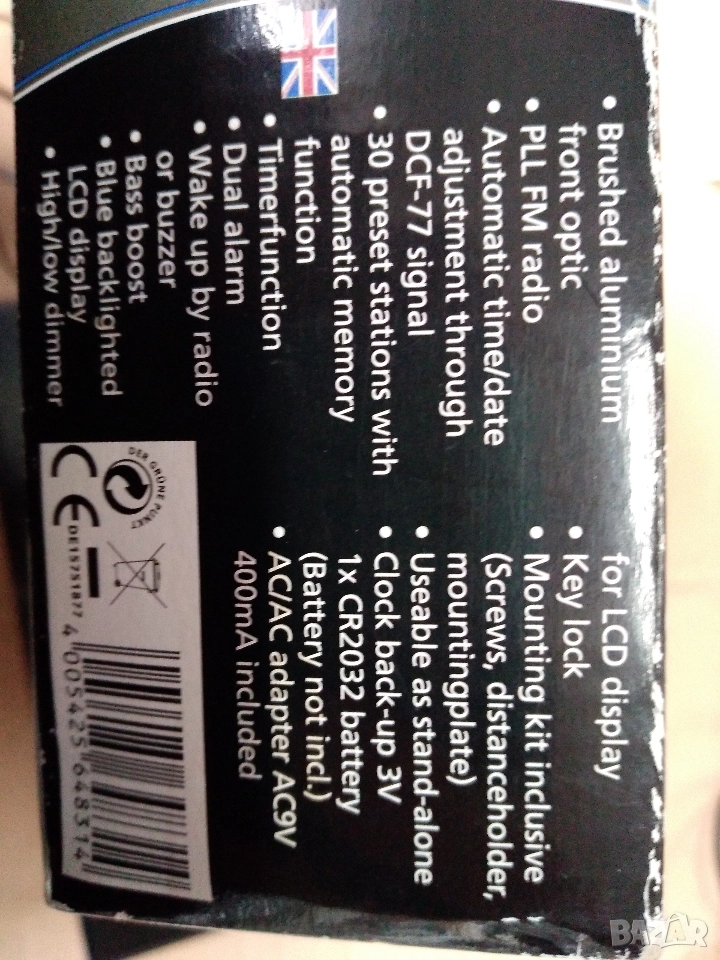 • Brushed aluminium
front optic
• PLL FM radio
• Automatic time/date
adjustment through
DCF-77 signal
• 30 preset stations with
automatic memory
function
• Timerfunction
• Dual alarm
• Wake up by radio
or buzzer
• Bass boost
• Blue backlighted
LCD display
• High/low dimmer
for LCD display
• Key lock
• Mounting kit inclusive
(Screws, distanceholder,
mountingplate)
• Useable as stand-alone
• Clock back-up 3V
1x CR2032 battery
(Battery not incl.)
• AC/AC adapter AC9V
400mA included
DER GRÜNE PUNKT
CE
DE15751877
4 005425 648314
BAZAR